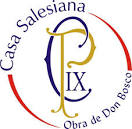 Casa Salesiana
PIX
Obra de Don Bosco